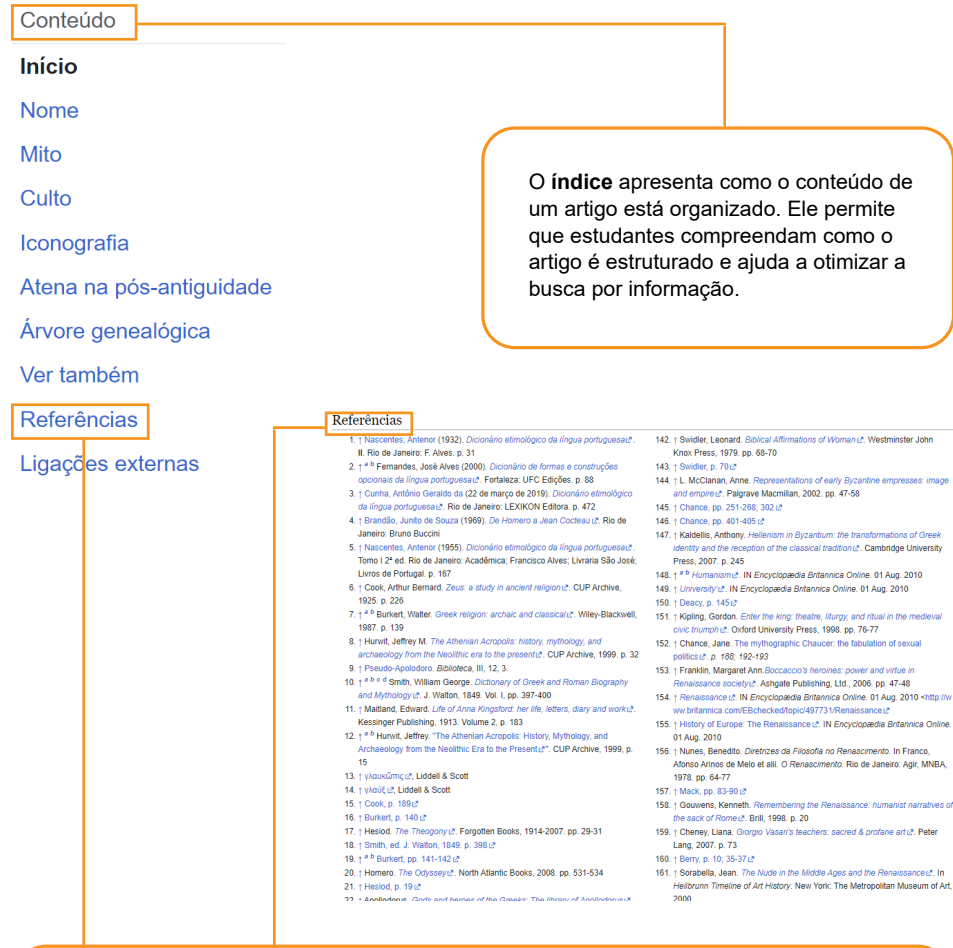 Conteúdo
Início
Nome
Mito
Culto
Iconografia
Atena na pós-antiguidade
Árvore genealógica
Ver também
Referências
Ligações externas
O índice apresenta como o conteúdo de
um artigo está organizado. Ele permite
que estudantes compreendam como o
artigo é estruturado e ajuda a otimizar a
busca por informação.
Referências
1. ↑ Nascentes, Antenor (1932). Dicionário etimológico da língua portuguesa.
II. Rio de Janeiro: F. Alves. p. 31
2. ↑ a b Fernandes, José Alves (2000). Dicionário de formas e construções
opcionais da língua portuguesa. Fortaleza: UFC Edições. p. 88
3. ↑ Cunha, Antônio Geraldo da (22 de março de 2019). Dicionário etimológico
da língua portuguesa. Rio de Janeiro: LEXIKON Editora. p. 472
4. ↑ Brandão, Junito de Souza (1969). De Homero a Jean Cocteau. Rio de
Janeiro: Bruno Buccini
5. ↑ Nascentes, Antenor (1955). Dicionário etimológico da língua portuguesa.
Tomo I 2ª ed. Rio de Janeiro: Acadêmica; Francisco Alves; Livraria São José;
Livros de Portugal. p. 167
6. ↑ Cook, Arthur Bernard. Zeus: a study in ancient religion. CUP Archive,
1925. p. 226
7. ↑ a b Burkert, Walter. Greek religion: archaic and classical. Wiley-Blackwell,
1987. p. 139
8. ↑ Hurwit, Jeffrey M. The Athenian Acropolis: history, mythology, and
archaeology from the Neolithic era to the present. CUP Archive, 1999. p. 32
9. ↑ Pseudo-Apolodoro. Biblioteca, III, 12, 3.
10. ↑ a b c d Smith, William George. Dictionary of Greek and Roman Biography
and Mythology. J. Walton, 1849. Vol. I, pp. 397-400
11. ↑ Maitland, Edward. Life of Anna Kingsford: her life, letters, diary and work.
Kessinger Publishing, 1913. Volume 2, p. 183
12. ↑ a b Hurwit, Jeffrey. "The Athenian Acropolis: History, Mythology, and
Archaeology from the Neolithic Era to the Present". CUP Archive, 1999, p.
15
13. ↑ γλαυκῶπις, Liddell & Scott
14. ↑ γλαύξ, Liddell & Scott
15. ↑ Cook, p. 189
16. ↑ Burkert, p. 140
17. ↑ Hesiod. The Theogony. Forgotten Books, 1914-2007. pp. 29-31
18. ↑ Smith, ed. J. Walton, 1849. p. 398
19. ↑ a b Burkert, pp. 141-142
20. ↑ Homero. The Odyssey. North Atlantic Books, 2008. pp. 531-534
21. ↑ Hesiod, p. 19
22. ↑ Apollodorus. Gods and heroes of the Greeks: The library of Apollodorus
142. ↑ Swidler, Leonard. Biblical Affirmations of Woman. Westminster John
Knox Press, 1979. pp. 68-70
143. ↑ Swidler, p. 70
144. ↑ L. McClanan, Anne. Representations of early Byzantine empresses: image
and empire. Palgrave Macmillan, 2002. pp. 47-58
145. ↑ Chance, pp. 251-268; 302
146. ↑ Chance, pp. 401-405
147. ↑ Kaldellis, Anthony. Hellenism in Byzantium: the transformations of Greek
identity and the reception of the classical tradition. Cambridge University
Press, 2007. p. 245
148. ↑ a b Humanism. IN Encyclopædia Britannica Online. 01 Aug. 2010
149. ↑ University'. IN Encyclopædia Britannica Online. 01 Aug. 2010
150. ↑ Deacy, p. 145
151. ↑ Kipling, Gordon. Enter the king: theatre, liturgy, and ritual in the medieval
civic triumph. Oxford University Press, 1998. pp. 76-77
152. ↑ Chance, Jane. The mythographic Chaucer: the fabulation of sexual
politics. p. 188; 192-193
153. ↑ Franklin, Margaret Ann.Boccaccio's heroines: power and virtue in
Renaissance society. Ashgate Publishing, Ltd., 2006. pp. 47-48
154. ↑ Renaissance. IN Encyclopædia Britannica Online. 01 Aug. 2010 <http://w
ww.britannica.com/EBchecked/topic/497731/Renaissance
155. ↑ History of Europe: The Renaissance. IN Encyclopædia Britannica Online.
01 Aug. 2010
156. ↑ Nunes, Benedito. Diretrizes da Filosofia no Renascimento. In Franco,
Afonso Arinos de Melo et alii. O Renascimento. Rio de Janeiro: Agir, MNBA,
1978. pp. 64-77
157. ↑ Mack, pp. 83-90
158. ↑ Gouwens, Kenneth. Remembering the Renaissance: humanist narratives of
the sack of Rome. Brill, 1998. p. 20
159. ↑ Cheney, Liana. Giorgio Vasari's teachers: sacred & profane art. Peter
Lang, 2007. p. 73
160. ↑ Berry, p. 10; 35-37
161. ↑ Sorabella, Jean. The Nude in the Middle Ages and the Renaissance. In
Heilbrunn Timeline of Art History. New York: The Metropolitan Museum of Art,
2000